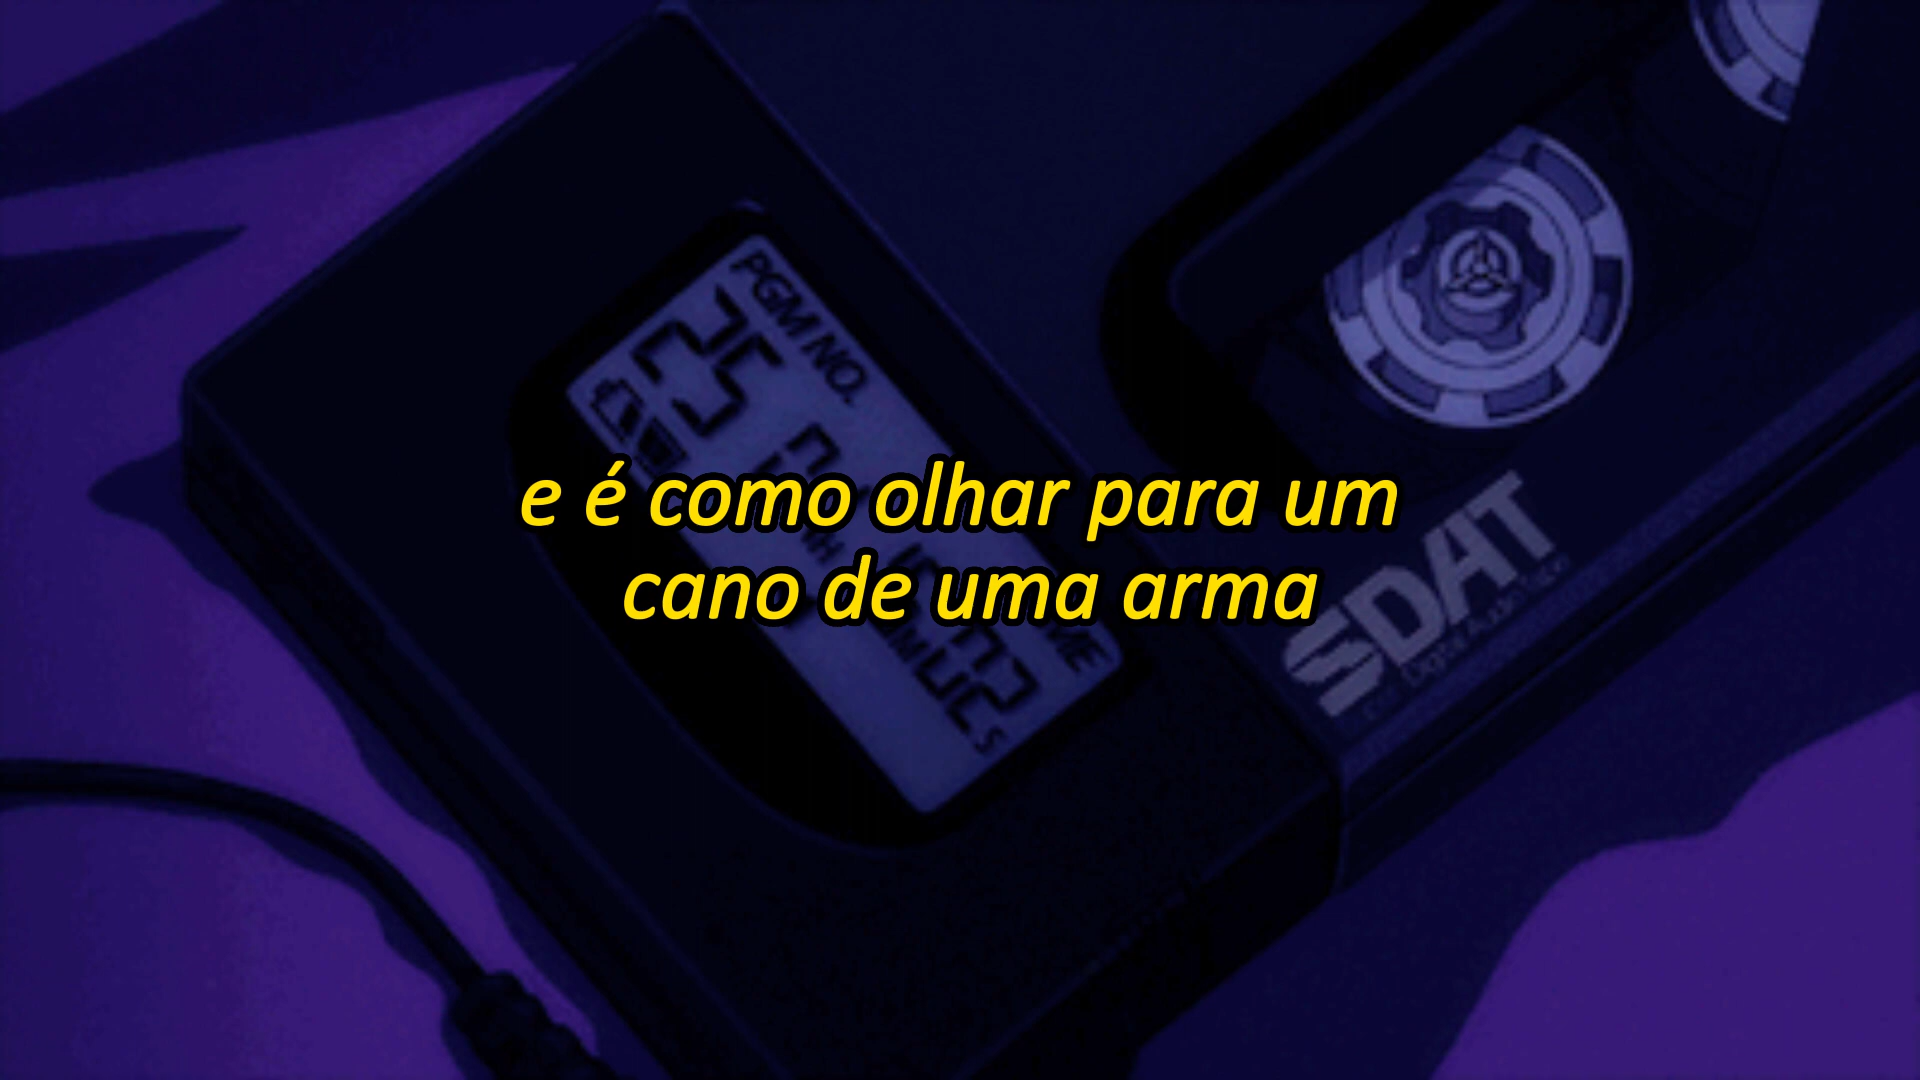 PGM NO.
25
e é como olhar para um
cano de uma arma
SDAT